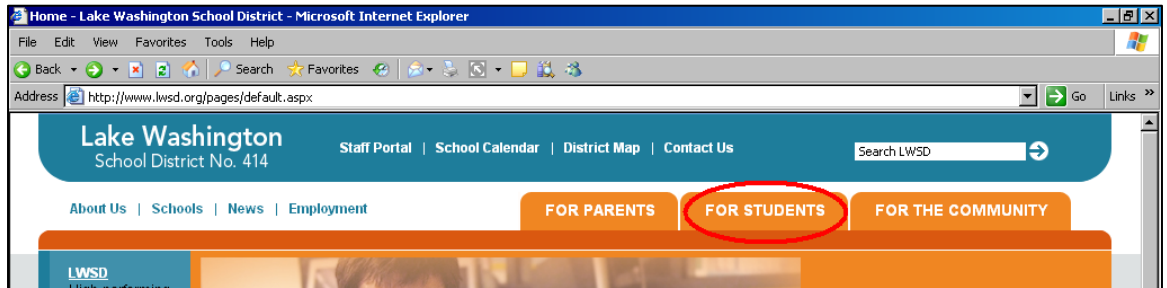 Home - Lake Washington School District - Microsoft Internet Explorer
File Edit View Favorites Tools Help
Back Search Favorites
Address http://www.lwsd.org/pages/default.aspx Go Links »
Lake Washington
School District No. 414
Staff Portal | School Calendar | District Map | Contact Us
Search LWSD
About Us | Schools | News | Employment
FOR PARENTS FOR STUDENTS FOR THE COMMUNITY
LWSD
High-performing